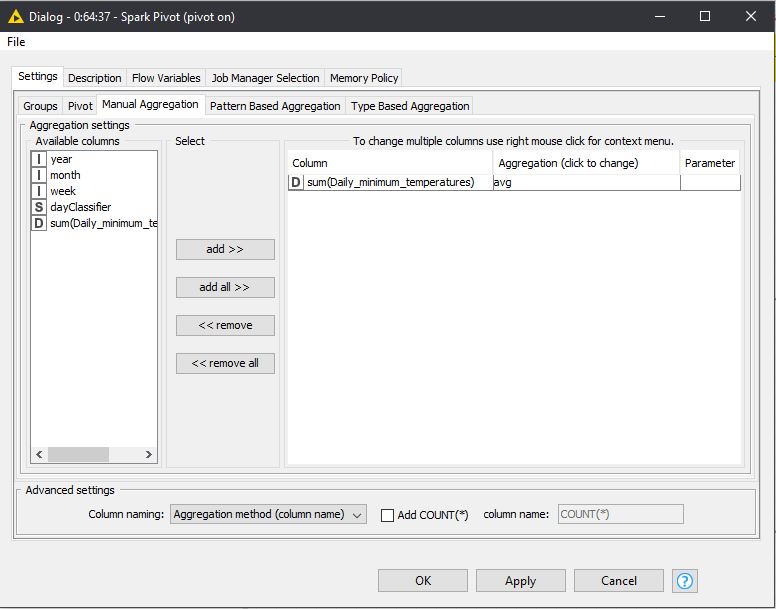 Dialog - 0:64:37 - Spark Pivot (pivot on)
File
Settings Description Flow Variables Job Manager Selection Memory Policy
Groups Pivot Manual Aggregation Pattern Based Aggregation Type Based Aggregation
Aggregation settings
Available columns
I year
I month
I week
S dayClassifier
D sum(Daily_minimum_te
Select
add >>
add all >>
<< remove
<< remove all
To change multiple columns use right mouse click for context menu.
Column Aggregation (click to change) Parameter
D sum(Daily_minimum_temperatures) avg
Advanced settings
Column naming: Aggregation method (column name) Add COUNT(*) column name: COUNT(*)
OK Apply Cancel ?